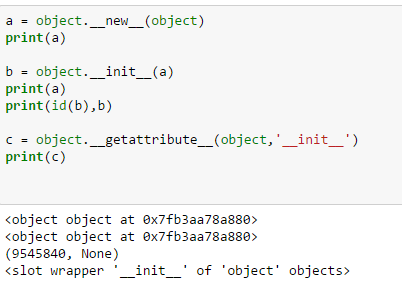 a = object.__new__(object)
print(a)
b = object.__init__(a)
print(a)
print(id(b),b)
c = object.__getattribute__(object,'__init__')
print(c)
<object object at 0x7fb3aa78a880>
<object object at 0x7fb3aa78a880>
(9545840, None)
<slot wrapper '__init__' of 'object' objects>